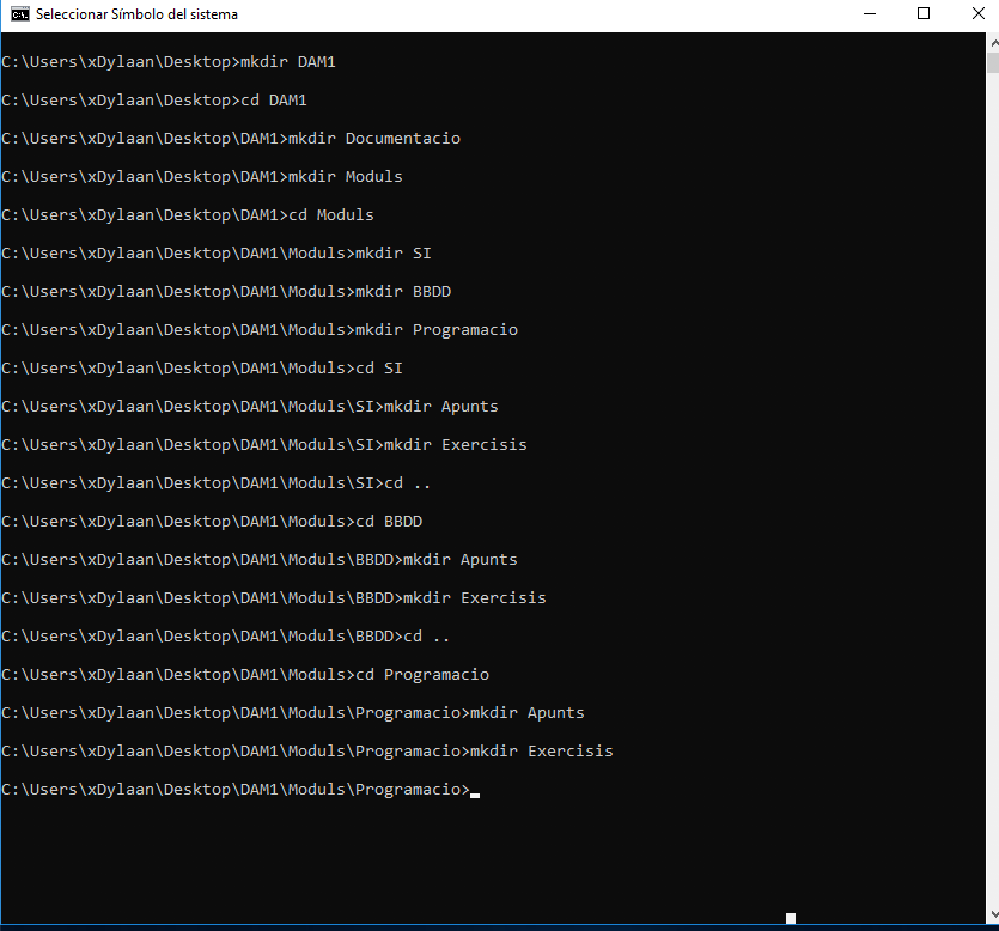 Seleccionar Símbolo del sistema
C:\Users\xDylaan\Desktop>mkdir DAM1
C:\Users\xDylaan\Desktop>cd DAM1
C:\Users\xDylaan\Desktop\DAM1>mkdir Documentacio
C:\Users\xDylaan\Desktop\DAM1>mkdir Moduls
C:\Users\xDylaan\Desktop\DAM1>cd Moduls
C:\Users\xDylaan\Desktop\DAM1\Moduls>mkdir SI
C:\Users\xDylaan\Desktop\DAM1\Moduls>mkdir BBDD
C:\Users\xDylaan\Desktop\DAM1\Moduls>mkdir Programacio
C:\Users\xDylaan\Desktop\DAM1\Moduls>cd SI
C:\Users\xDylaan\Desktop\DAM1\Moduls\SI>mkdir Apunts
C:\Users\xDylaan\Desktop\DAM1\Moduls\SI>mkdir Exercisis
C:\Users\xDylaan\Desktop\DAM1\Moduls\SI>cd ..
C:\Users\xDylaan\Desktop\DAM1\Moduls>cd BBDD
C:\Users\xDylaan\Desktop\DAM1\Moduls\BBDD>mkdir Apunts
C:\Users\xDylaan\Desktop\DAM1\Moduls\BBDD>mkdir Exercisis
C:\Users\xDylaan\Desktop\DAM1\Moduls\BBDD>cd ..
C:\Users\xDylaan\Desktop\DAM1\Moduls>cd Programacio
C:\Users\xDylaan\Desktop\DAM1\Moduls\Programacio>mkdir Apunts
C:\Users\xDylaan\Desktop\DAM1\Moduls\Programacio>mkdir Exercisis
C:\Users\xDylaan\Desktop\DAM1\Moduls\Programacio>